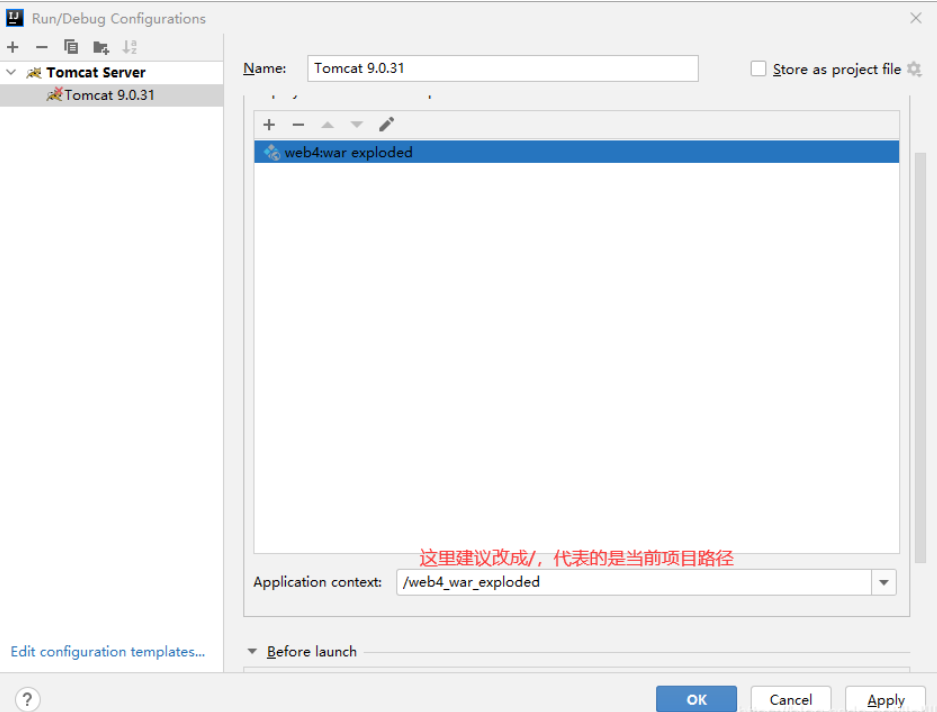 Run/Debug Configurations
Tomcat Server
Tomcat 9.0.31
Name: Tomcat 9.0.31
Store as project file
web4:war exploded
这里建议改成/，代表的是当前项目路径
Application context: /web4_war_exploded
Edit configuration templates...
Before launch
?
OK
Cancel
Apply